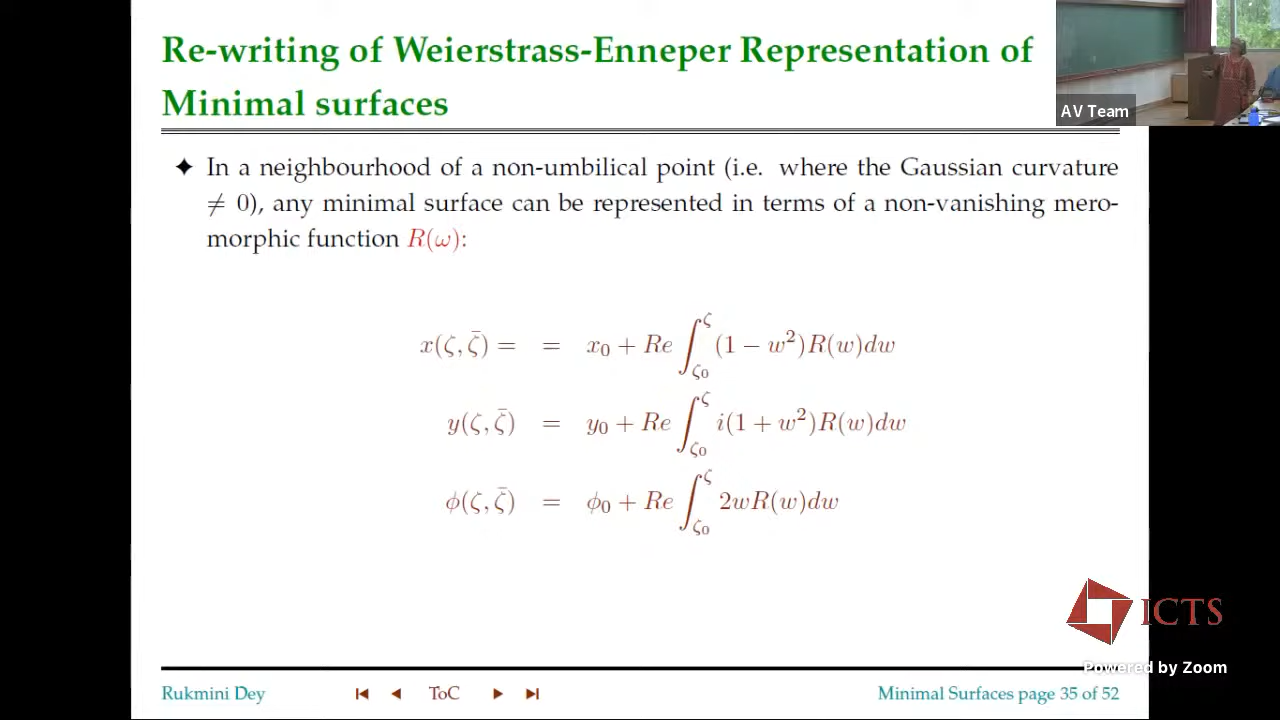 Re-writing of Weierstrass-Enneper Representation of
Minimal surfaces
AV Team
✦ In a neighbourhood of a non-umbilical point (i.e. where the Gaussian curvature
≠ 0), any minimal surface can be represented in terms of a non-vanishing mero-
morphic function R(ω):
x(ζ, ζ̄) = = x₀ + Re ∫_{ζ₀}^{ζ} (1 − w²)R(w)dw
y(ζ, ζ̄) = y₀ + Re ∫_{ζ₀}^{ζ} i(1 + w²)R(w)dw
ϕ(ζ, ζ̄) = ϕ₀ + Re ∫_{ζ₀}^{ζ} 2wR(w)dw
ICTS
Powered by Zoom
Rukmini Dey ToC Minimal Surfaces page 35 of 52